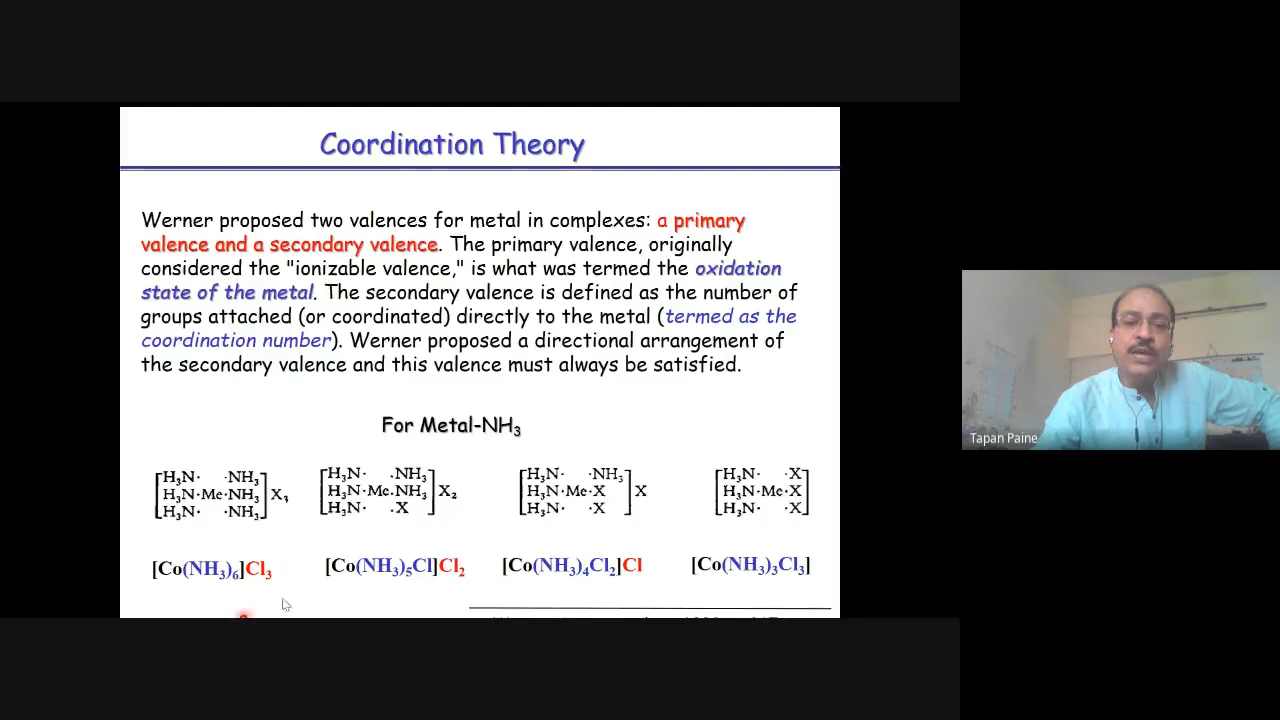 Coordination Theory
Werner proposed two valences for metal in complexes: a primary
valence and a secondary valence. The primary valence, originally
considered the "ionizable valence," is what was termed the oxidation
state of the metal. The secondary valence is defined as the number of
groups attached (or coordinated) directly to the metal (termed as the
coordination number). Werner proposed a directional arrangement of
the secondary valence and this valence must always be satisfied.
For Metal-NH₃
H₃N· ·NH₃
H₃N·Me·NH₃ X₃
H₃N· ·NH₃
H₃N· .NH₃
H₃N·Me.NH₃ X₂
H₃N· .X
H₃N· ·NH₃
H₃N·Me·X X
H₃N· ·X
H₃N· ·X
H₃N·Me·X
H₃N· ·X
[Co(NH₃)₆]Cl₃ [Co(NH₃)₅Cl]Cl₂ [Co(NH₃)₄Cl₂]Cl [Co(NH₃)₃Cl₃]
Tapan Paine